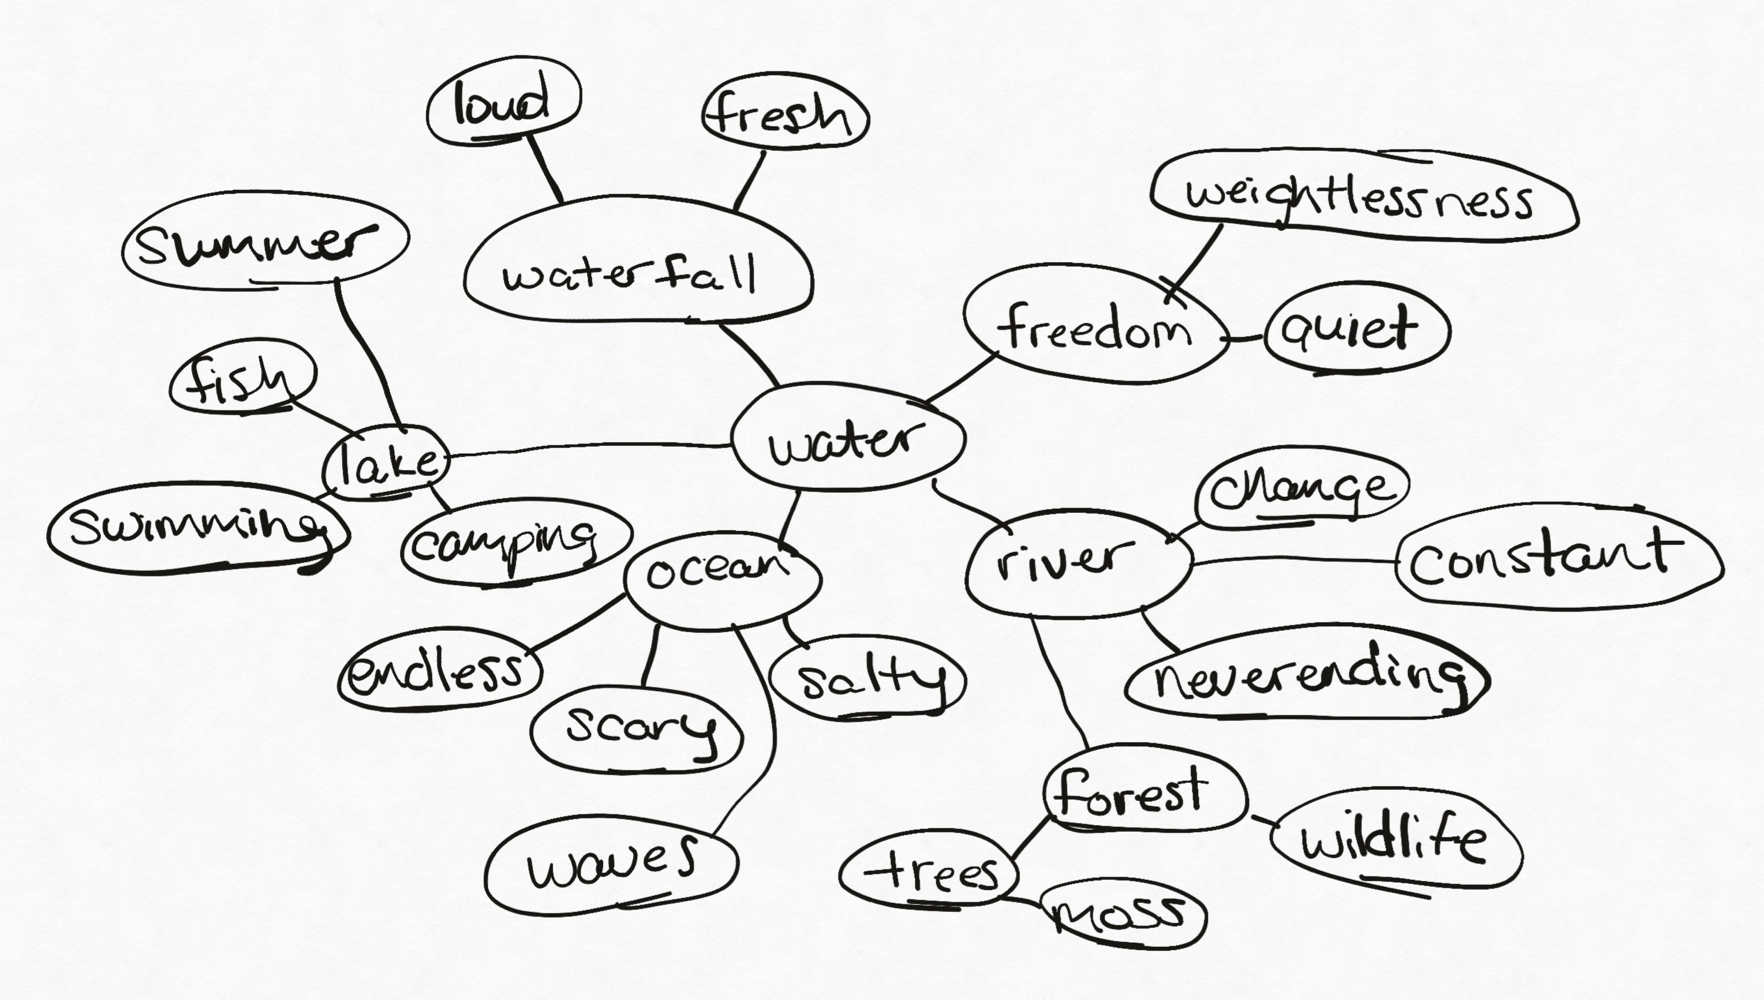 loud
fresh
weightlessness
summer
waterfall
freedom
quiet
fish
water
lake
change
swimming
camping
ocean
river
constant
endless
scary
salty
neverending
forest
wildlife
waves
trees
moss